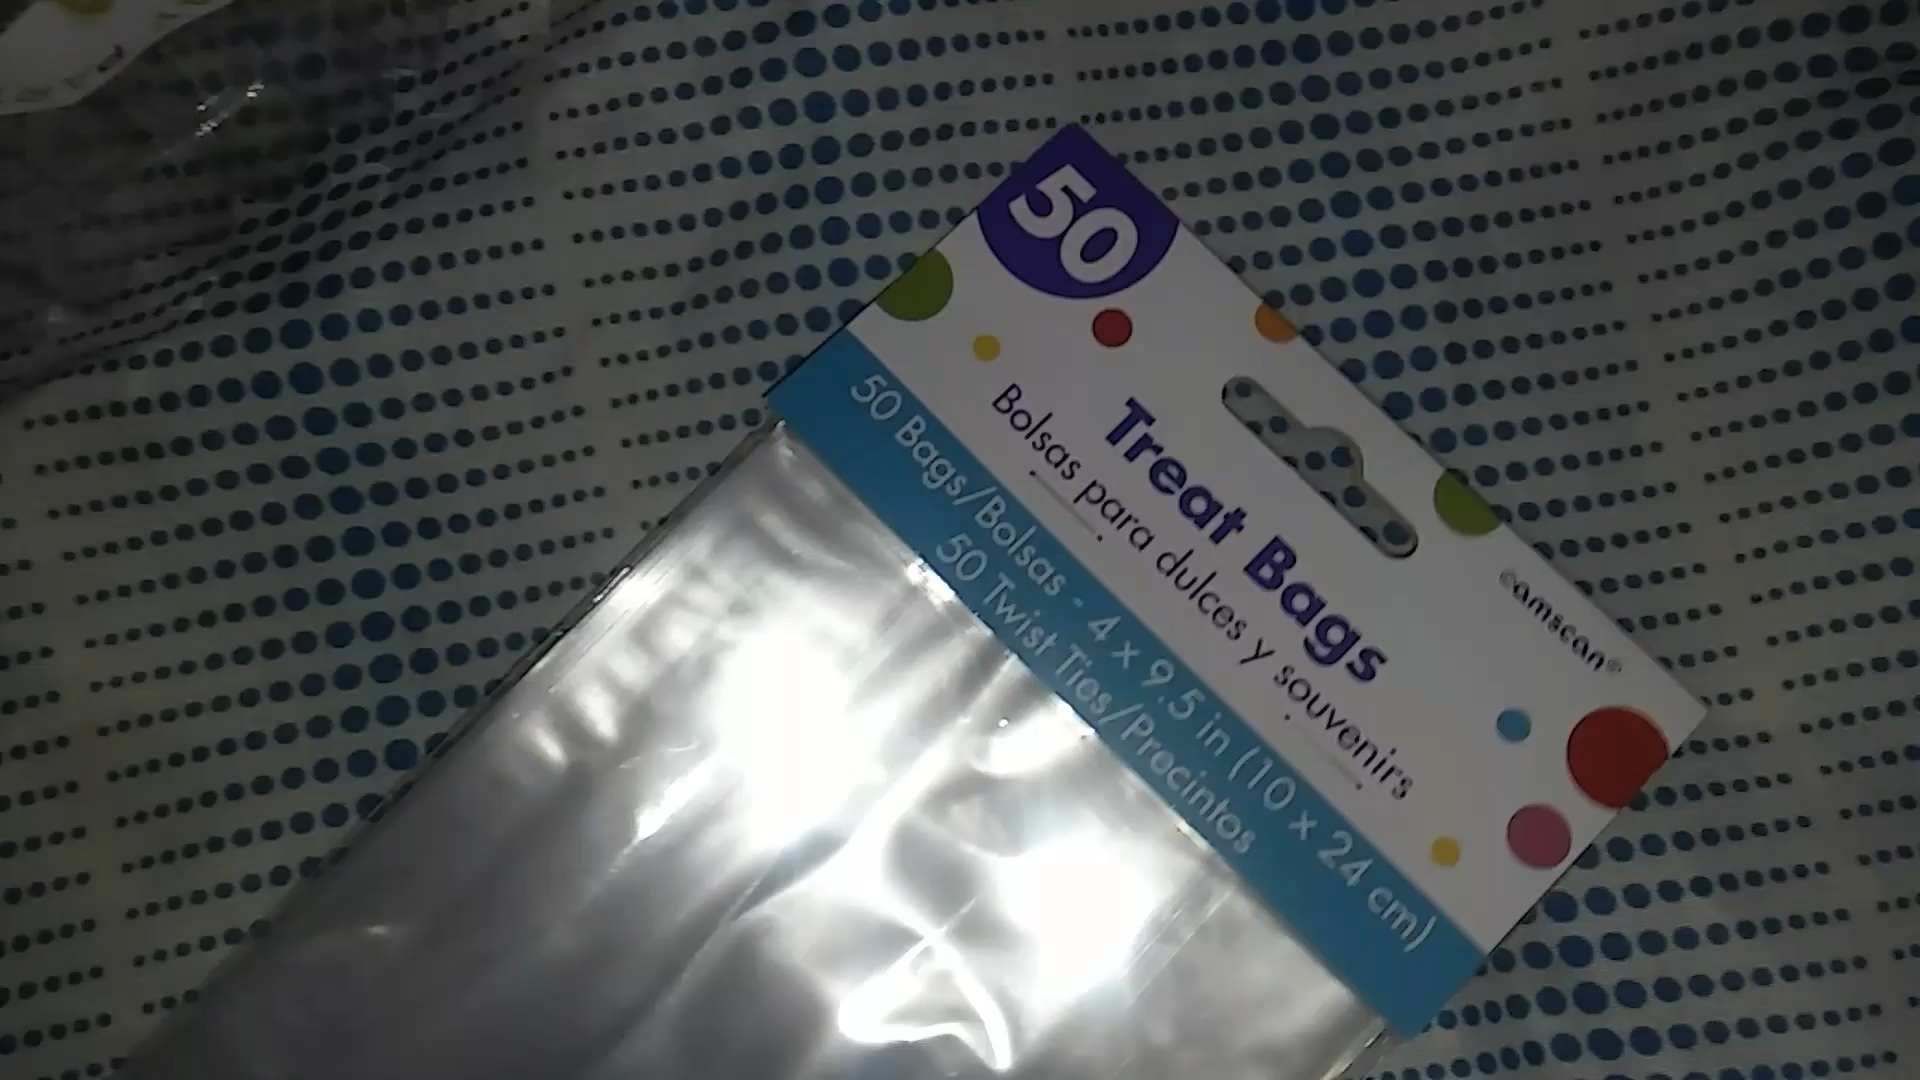 50
©amscan®
Treat Bags
Bolsas para dulces y souvenirs
50 Bags/Bolsas - 4 x 9.5 in (10 x 24 cm)
50 Twist Ties/Precintos